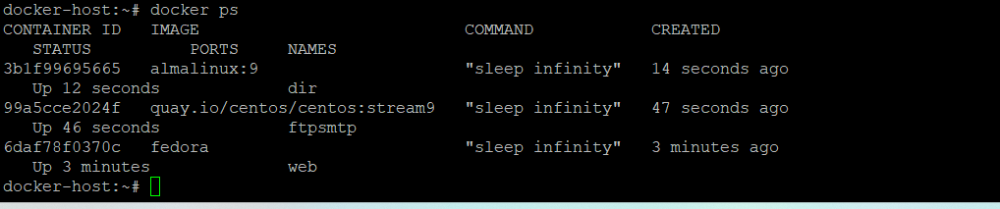 docker-host:~# docker ps
CONTAINER ID   IMAGE                           COMMAND            CREATED
   STATUS          PORTS     NAMES
3b1f99695665   almalinux:9                     "sleep infinity"   14 seconds ago
   Up 12 seconds             dir
99a5cce2024f   quay.io/centos/centos:stream9   "sleep infinity"   47 seconds ago
   Up 46 seconds             ftpsmtp
6daf78f0370c   fedora                          "sleep infinity"   3 minutes ago
   Up 3 minutes              web
docker-host:~#